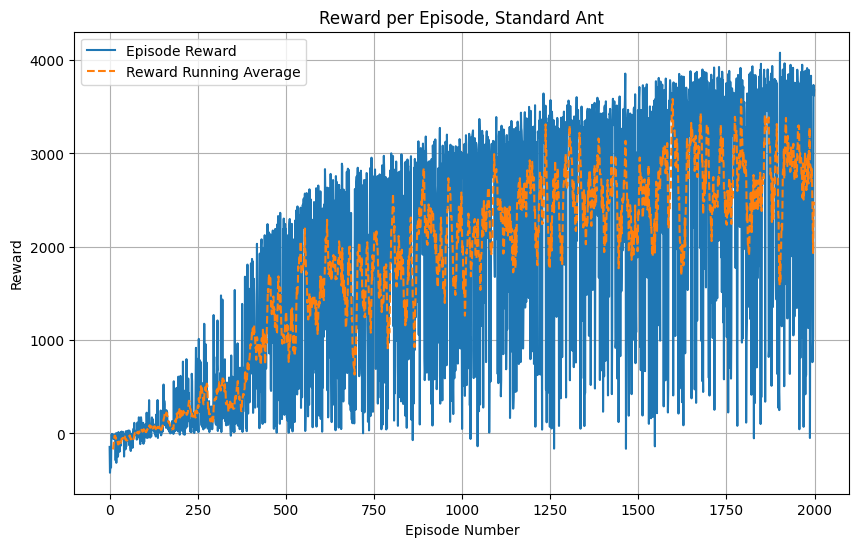 Reward per Episode, Standard Ant
Episode Reward
Reward Running Average
4000
3000
2000
1000
0
Reward
0 250 500 750 1000 1250 1500 1750 2000
Episode Number